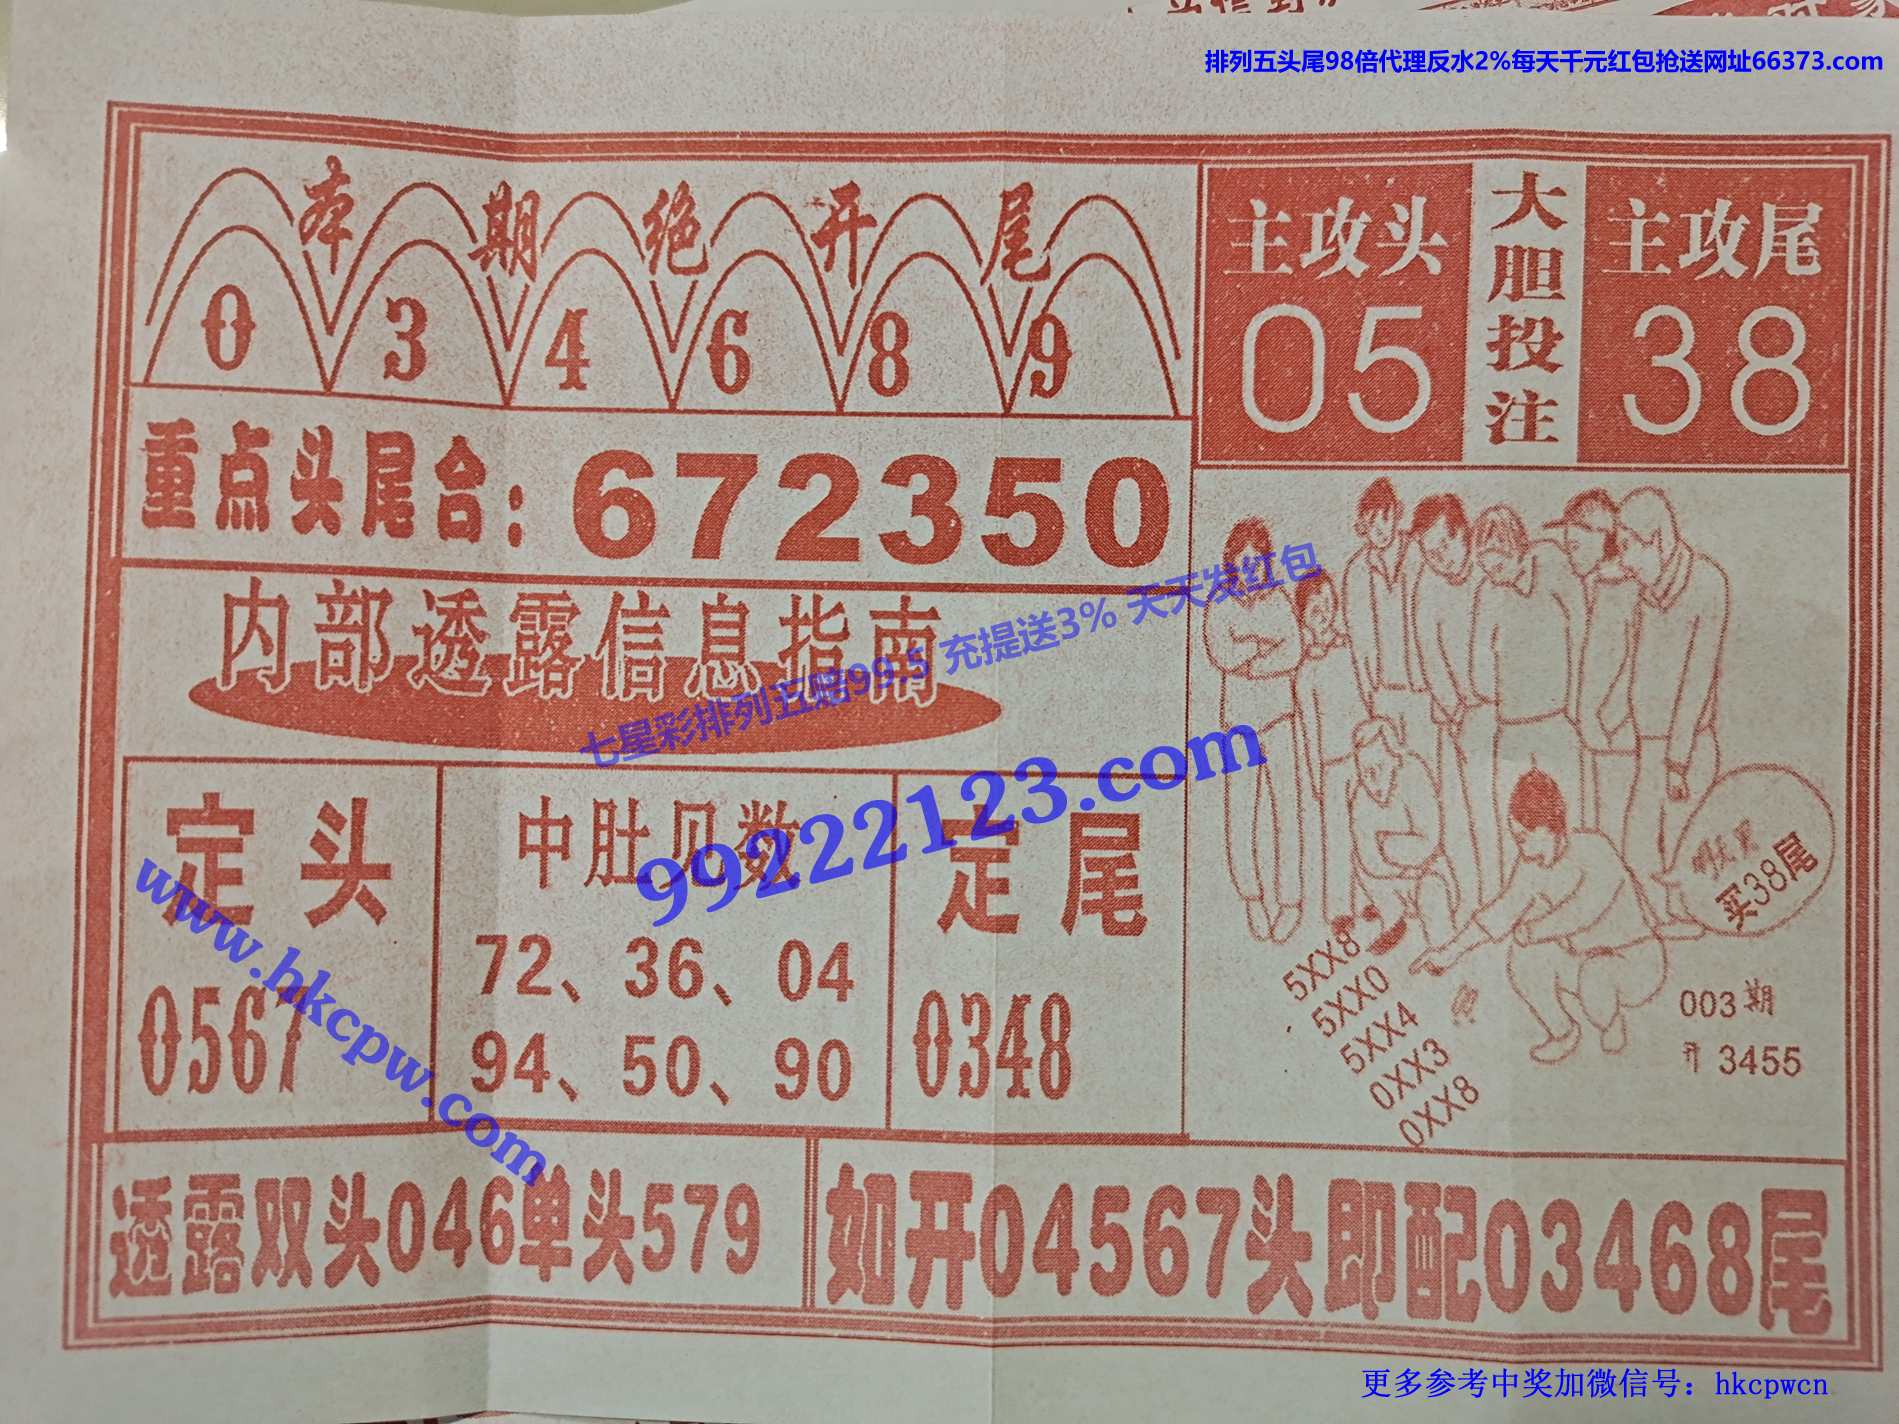 排列五头尾98倍代理反水2%每天千元红包抢送网址66373.com
本期绝开尾
0 3 4 6 8 9
主攻头
05
大胆投注
主攻尾
38
重点头尾合：672350
内部透露信息指南
七星彩排列五赔99.5 充提送3% 天天发红包
99222123.com
定头
0567
中肚见数
72、36、04
94、50、90
定尾
0348
www.hkcpw.com
买38尾
5XX8
5XX0
5XX4
0XX3
0XX8
003期
开 3455
透露双头046单头579
如开04567头即配03468尾
更多参考中奖加微信号：hkcpwcn